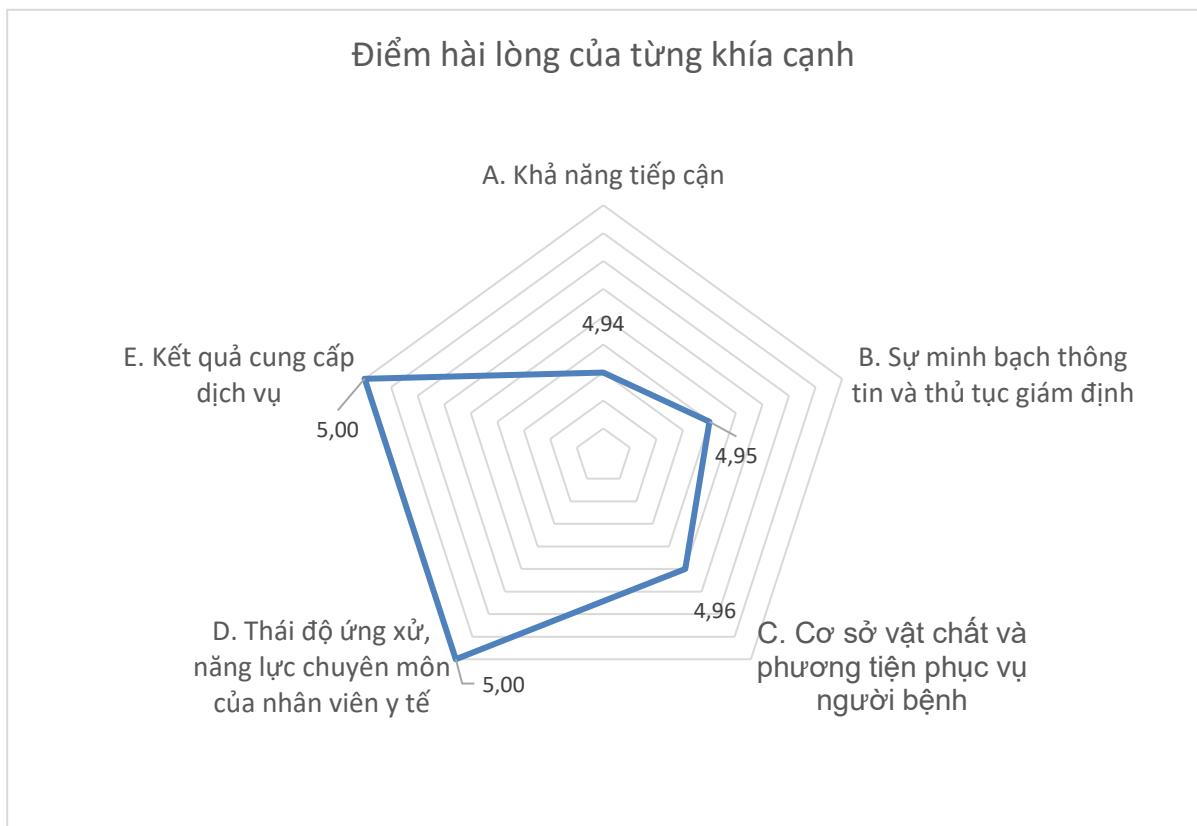 Điểm hài lòng của từng khía cạnh
A. Khả năng tiếp cận
4,94
E. Kết quả cung cấp
dịch vụ
5,00
B. Sự minh bạch thông
tin và thủ tục giám định
4,95
D. Thái độ ứng xử,
năng lực chuyên môn
của nhân viên y tế
5,00
4,96
C. Cơ sở vật chất và
phương tiện phục vụ
người bệnh